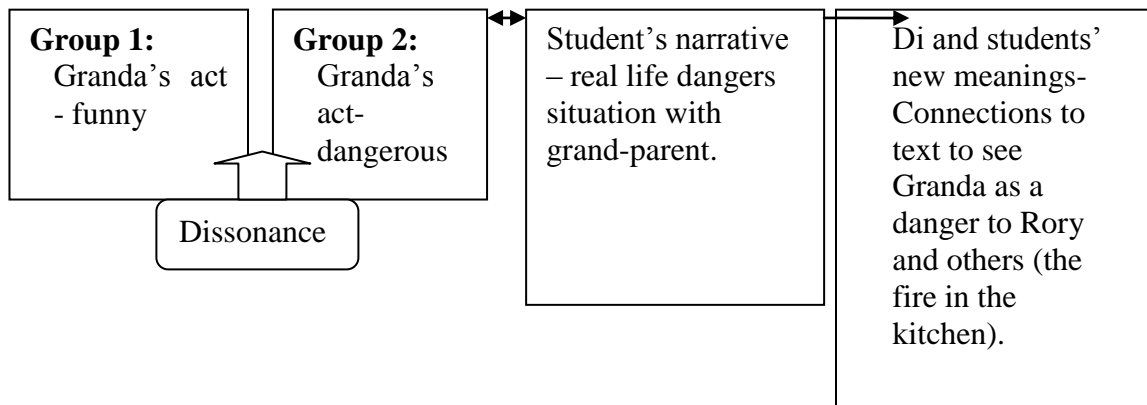 Group 1:
Granda's act
- funny
Group 2:
Granda's
act-
dangerous
Dissonance
Student's narrative
– real life dangers
situation with
grand-parent.
Di and students'
new meanings-
Connections to
text to see
Granda as a
danger to Rory
and others (the
fire in the
kitchen).